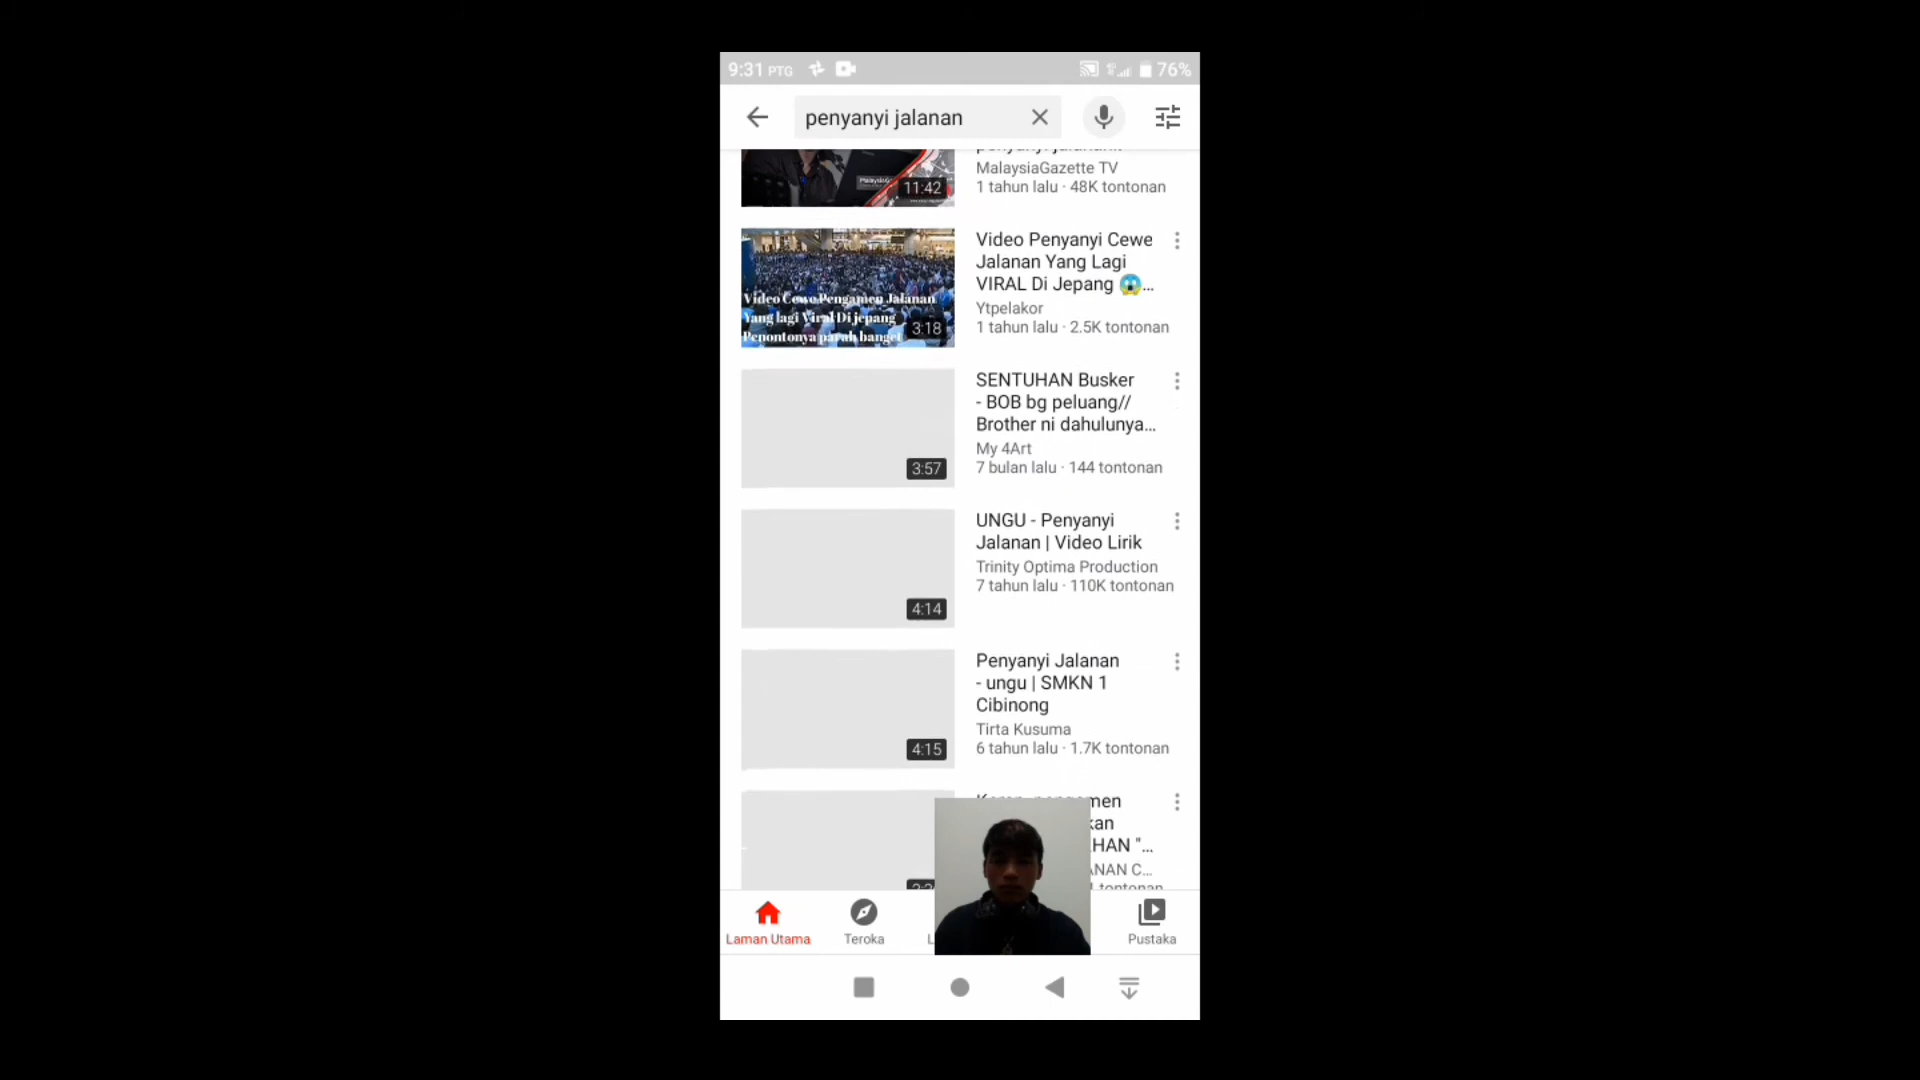 9:31 PTG
76%
penyanyi jalanan
11:42
MalaysiaGazette TV
1 tahun lalu · 48K tontonan
Video Cewe Pengamen Jalanan
Yang lagi Viral Di jepang
Penontonya parah banget
3:18
Video Penyanyi Cewe
Jalanan Yang Lagi
VIRAL Di Jepang 😱...
Ytpelakor
1 tahun lalu · 2.5K tontonan
3:57
SENTUHAN Busker
- BOB bg peluang//
Brother ni dahulunya...
My 4Art
7 bulan lalu · 144 tontonan
4:14
UNGU - Penyanyi
Jalanan | Video Lirik
Trinity Optima Production
7 tahun lalu · 110K tontonan
4:15
Penyanyi Jalanan
- ungu | SMKN 1
Cibinong
Tirta Kusuma
6 tahun lalu · 1.7K tontonan
Laman Utama
Teroka
Pustaka